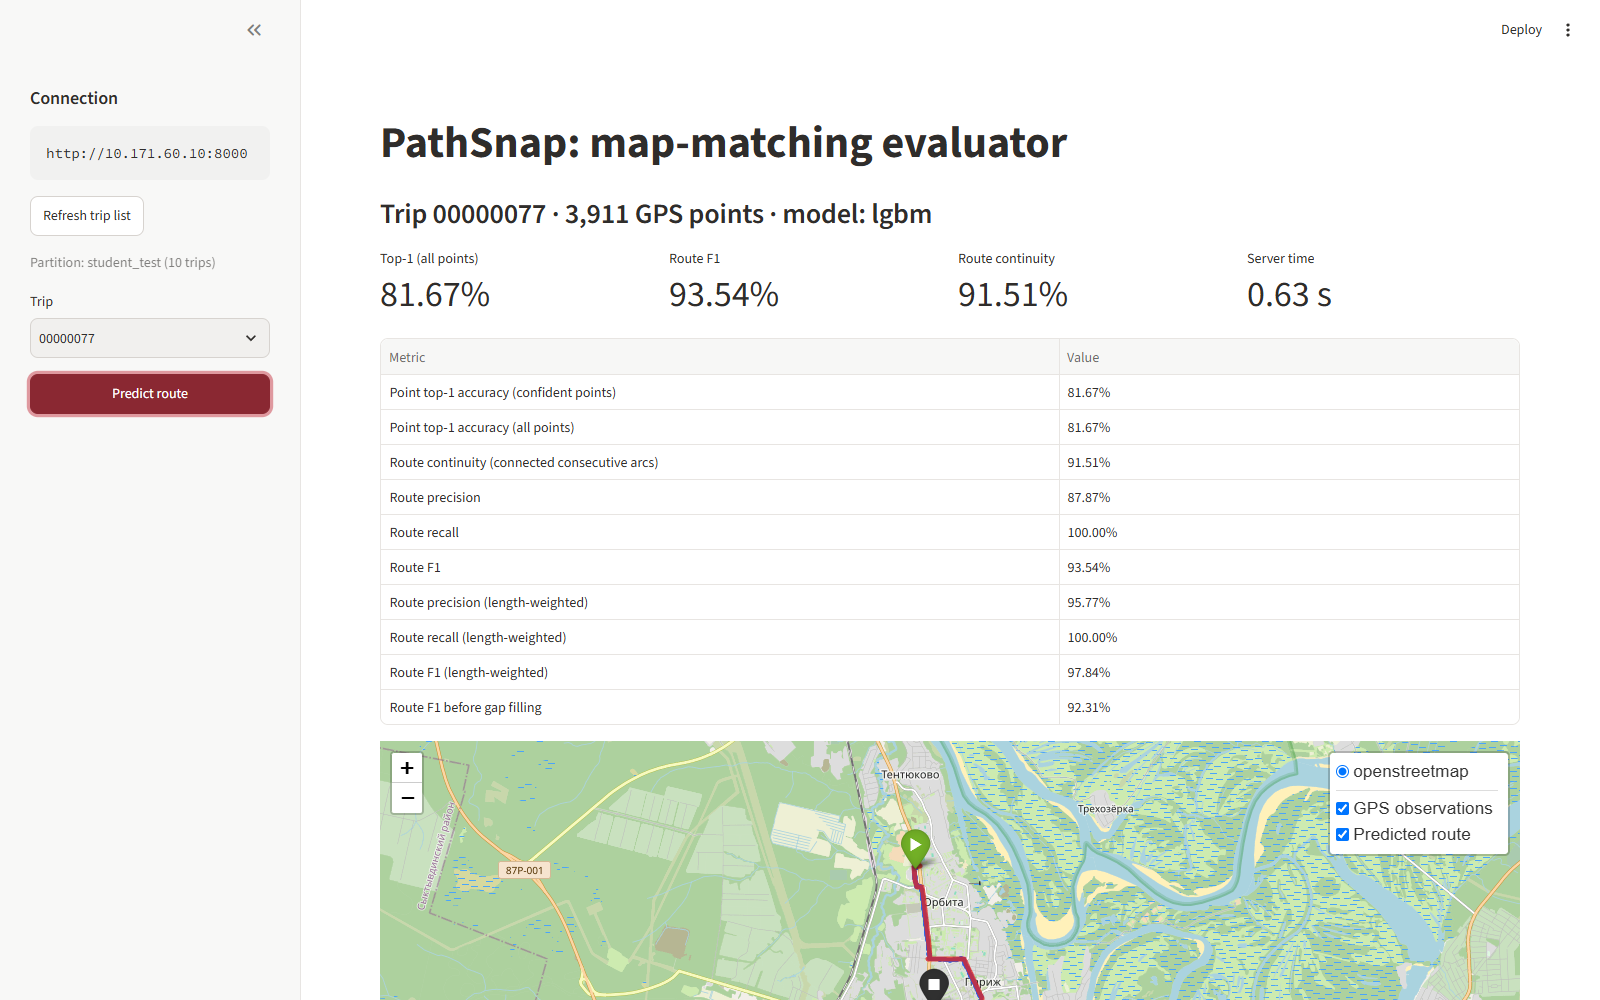 Deploy
Connection
http://10.171.60.10:8000
Refresh trip list
Partition: student_test (10 trips)
Trip
00000077
Predict route
PathSnap: map-matching evaluator
Trip 00000077 · 3,911 GPS points · model: lgbm
Top-1 (all points) Route F1 Route continuity Server time
81.67% 93.54% 91.51% 0.63 s
Metric Value
Point top-1 accuracy (confident points) 81.67%
Point top-1 accuracy (all points) 81.67%
Route continuity (connected consecutive arcs) 91.51%
Route precision 87.87%
Route recall 100.00%
Route F1 93.54%
Route precision (length-weighted) 95.77%
Route recall (length-weighted) 100.00%
Route F1 (length-weighted) 97.84%
Route F1 before gap filling 92.31%
+
−
openstreetmap
GPS observations
Predicted route
Тентюково
Трехозёрка
Сыктывдинский район
87Р-001
Орбита
Париж